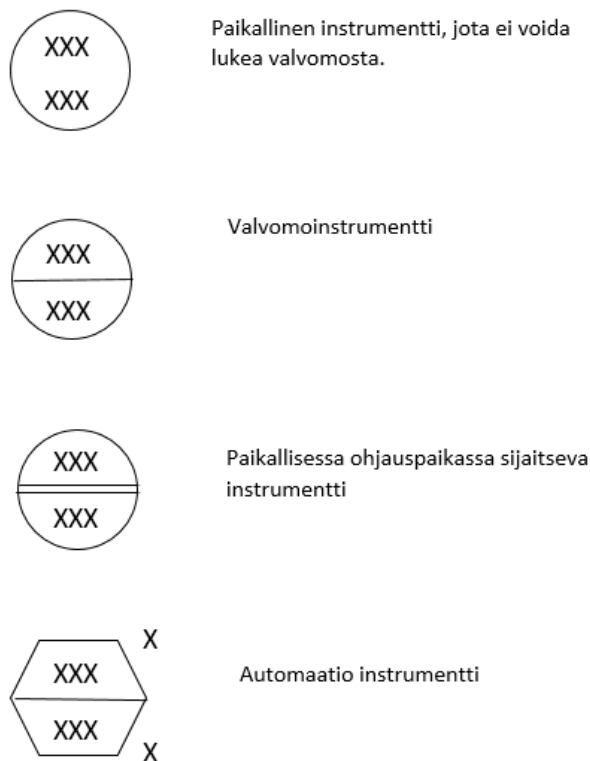 XXX
XXX
Paikallinen instrumentti, jota ei voida
lukea valvomosta.
XXX
XXX
Valvomoinstrumentti
XXX
XXX
Paikallisessa ohjauspaikassa sijaitseva
instrumentti
X
XXX
XXX
X
Automaatio instrumentti